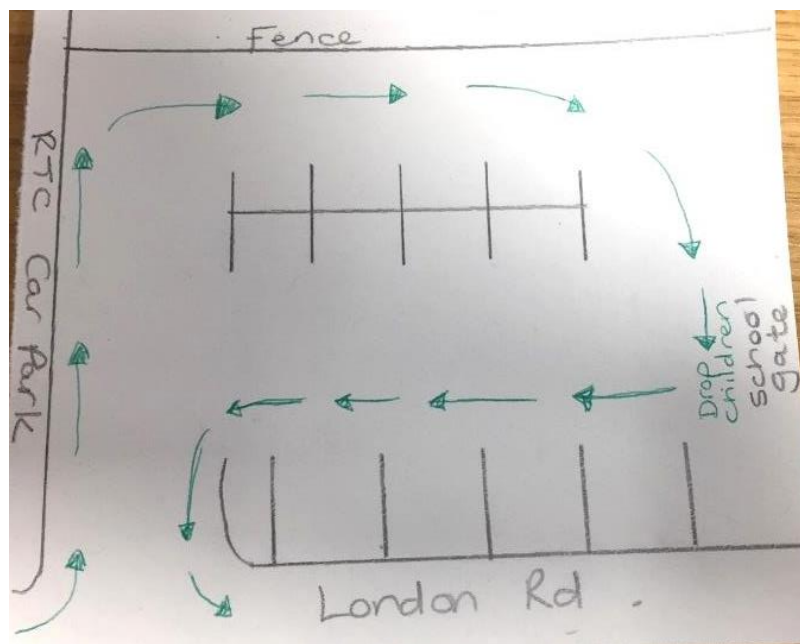 Fence
RTC Car Park
Drop
children
school
gate
London Rd.